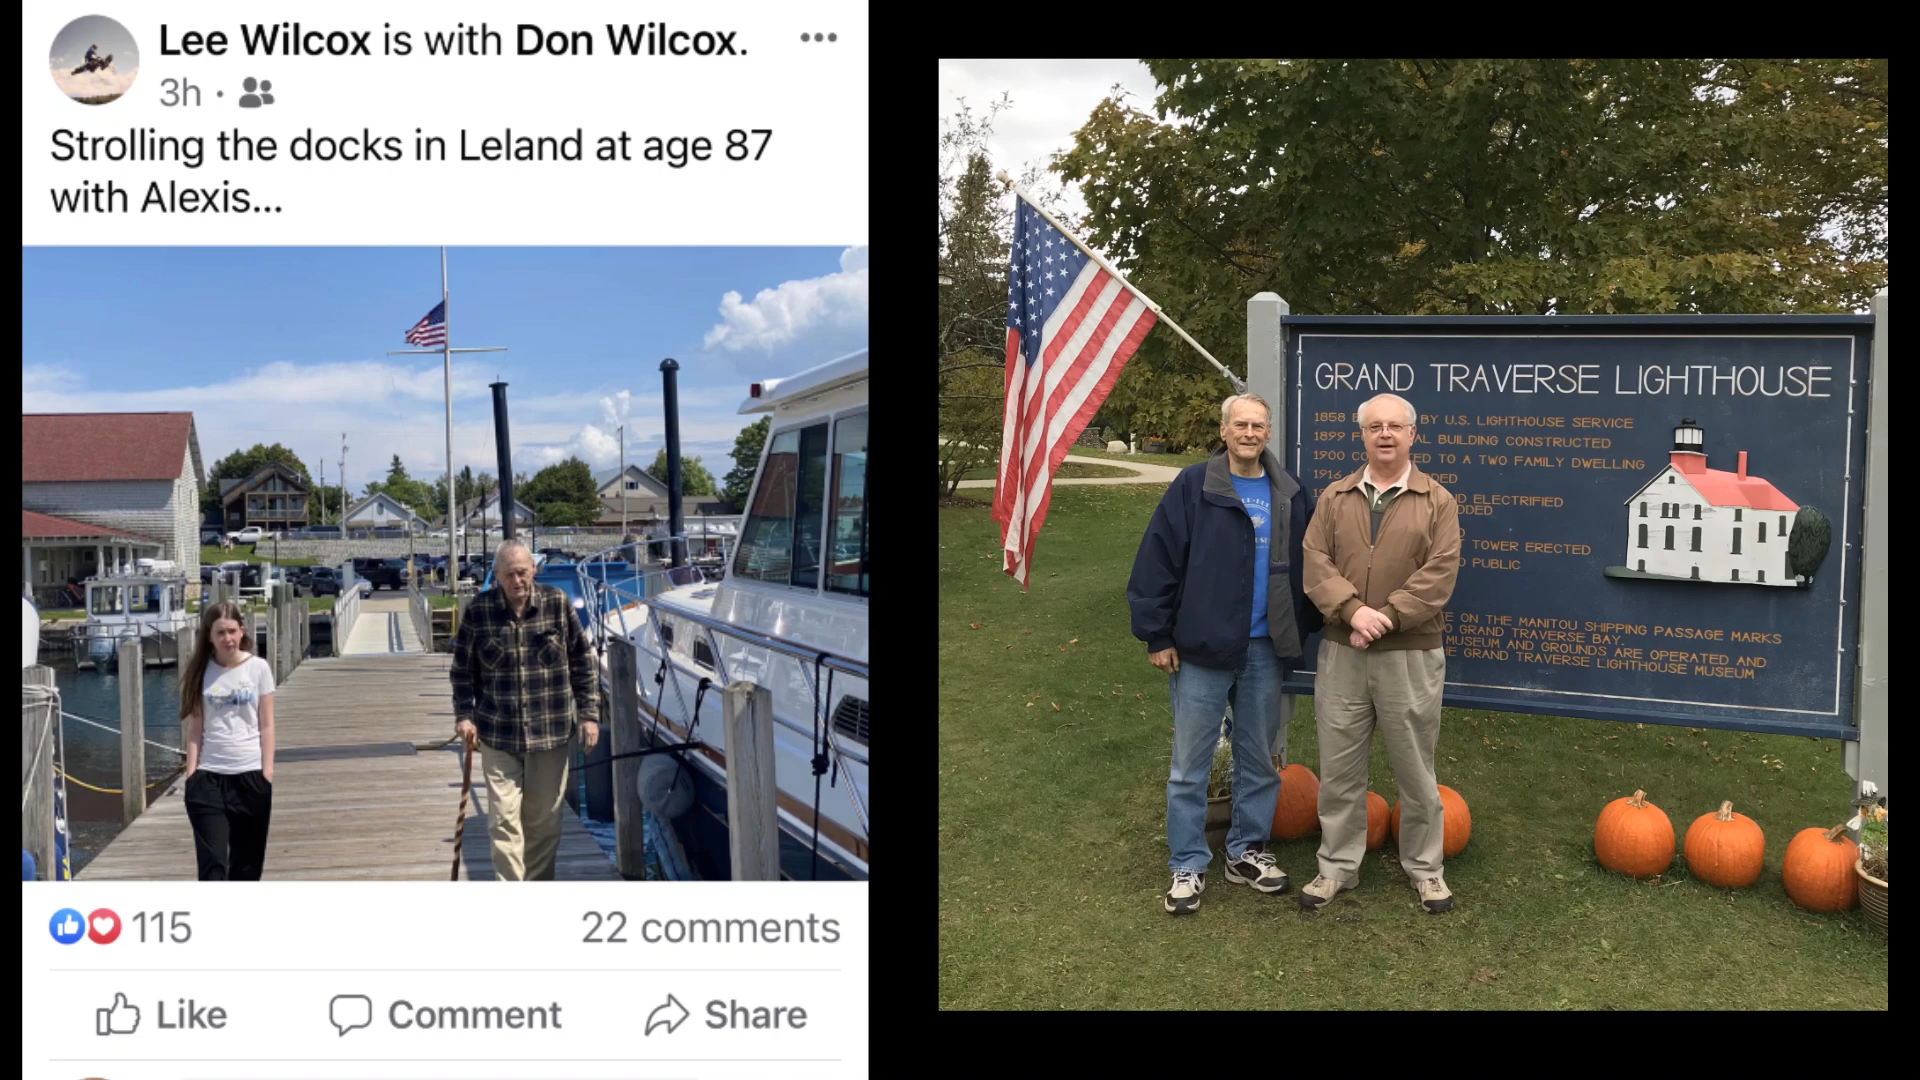 Lee Wilcox is with Don Wilcox.
3h ·
Strolling the docks in Leland at age 87
with Alexis...
115
22 comments
Like
Comment
Share
GRAND TRAVERSE LIGHTHOUSE
1858 BY U.S. LIGHTHOUSE SERVICE
1899 BUILDING CONSTRUCTED
1900 TO A TWO FAMILY DWELLING
1916
ELECTRIFIED
TOWER ERECTED
PUBLIC
ON THE MANITOU SHIPPING PASSAGE MARKS
GRAND TRAVERSE BAY.
MUSEUM AND GROUNDS ARE OPERATED AND
GRAND TRAVERSE LIGHTHOUSE MUSEUM